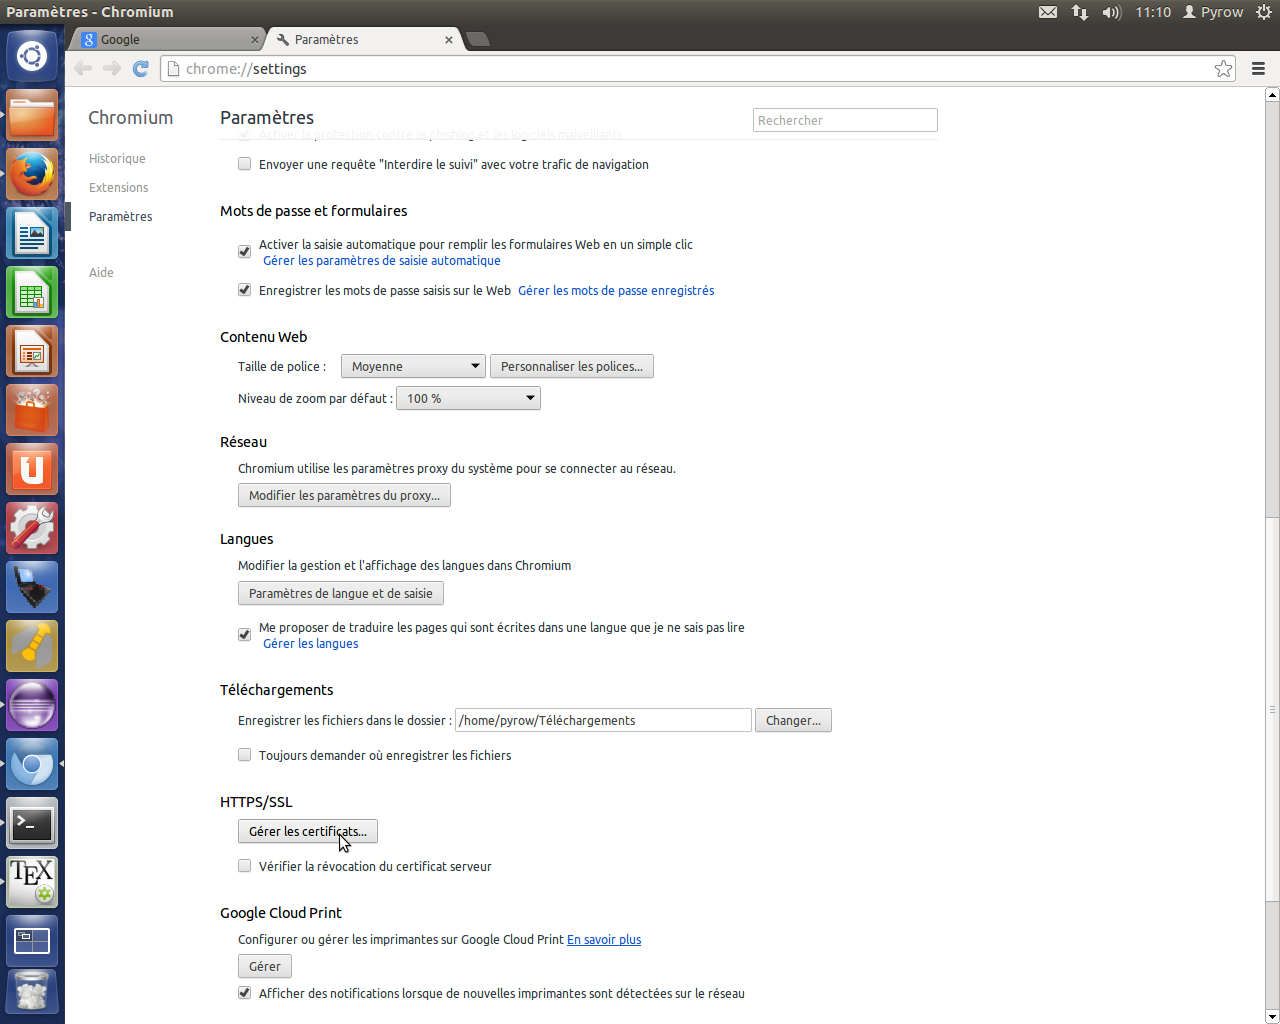 Paramètres - Chromium
11:10
Pyrow
Google
Paramètres
chrome://settings
Chromium
Paramètres
Rechercher
Activer la protection contre le phishing et les logiciels malveillants
Historique
Envoyer une requête "Interdire le suivi" avec votre trafic de navigation
Extensions
Paramètres
Aide
Mots de passe et formulaires
Activer la saisie automatique pour remplir les formulaires Web en un simple clic
Gérer les paramètres de saisie automatique
Enregistrer les mots de passe saisis sur le Web Gérer les mots de passe enregistrés
Contenu Web
Taille de police : Moyenne Personnaliser les polices...
Niveau de zoom par défaut : 100 %
Réseau
Chromium utilise les paramètres proxy du système pour se connecter au réseau.
Modifier les paramètres du proxy...
Langues
Modifier la gestion et l'affichage des langues dans Chromium
Paramètres de langue et de saisie
Me proposer de traduire les pages qui sont écrites dans une langue que je ne sais pas lire
Gérer les langues
Téléchargements
Enregistrer les fichiers dans le dossier : /home/pyrow/Téléchargements Changer...
Toujours demander où enregistrer les fichiers
HTTPS/SSL
Gérer les certificats...
Vérifier la révocation du certificat serveur
TEX
Google Cloud Print
Configurer ou gérer les imprimantes sur Google Cloud Print En savoir plus
Gérer
Afficher des notifications lorsque de nouvelles imprimantes sont détectées sur le réseau